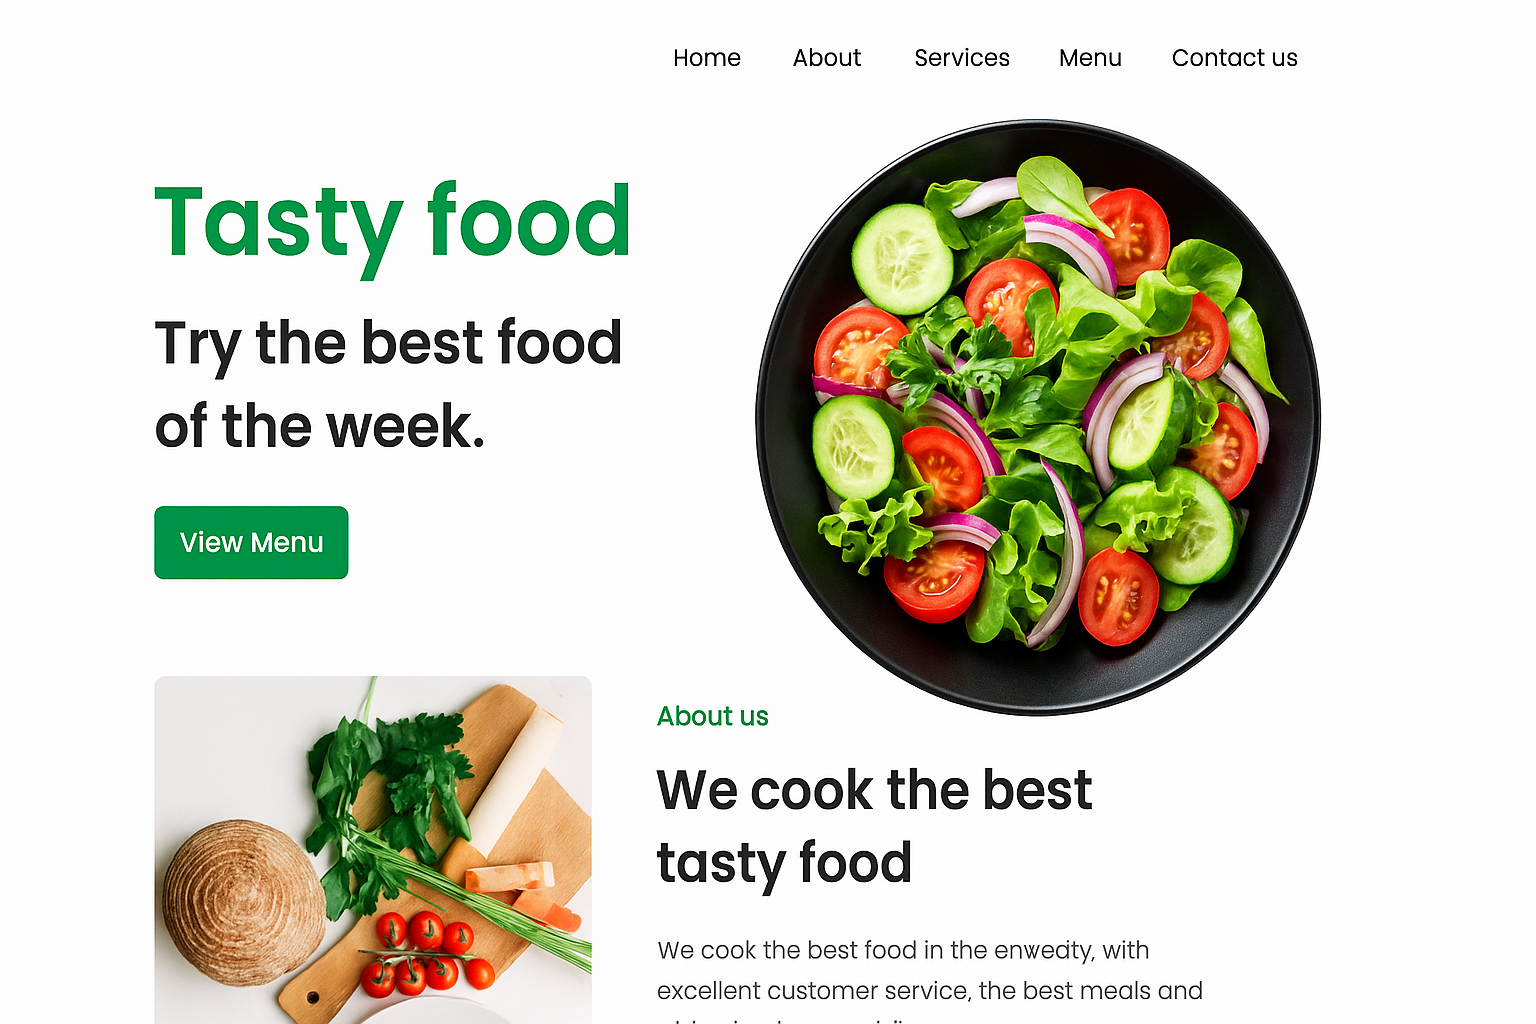 Home About Services Menu Contact us
Tasty food
Try the best food
of the week.
View Menu
About us
We cook the best
tasty food
We cook the best food in the enwedty, with
excellent customer service, the best meals and